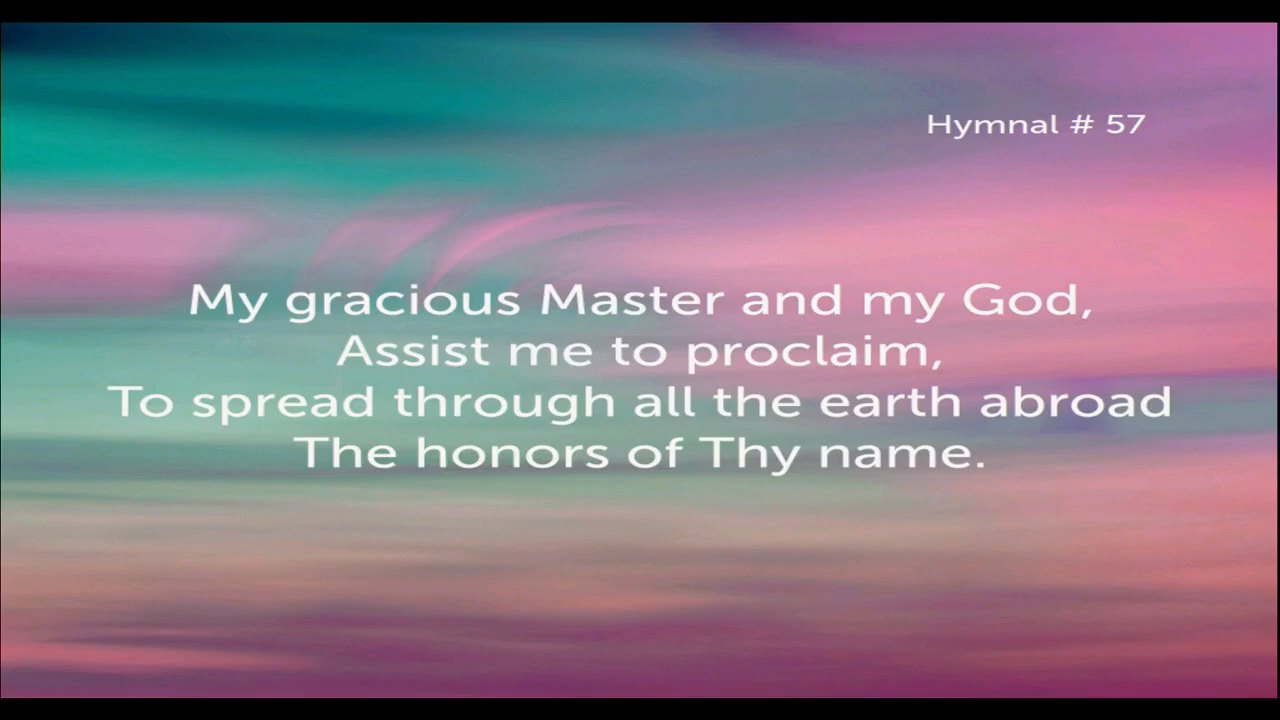 Hymnal # 57
My gracious Master and my God,
Assist me to proclaim,
To spread through all the earth abroad
The honors of Thy name.